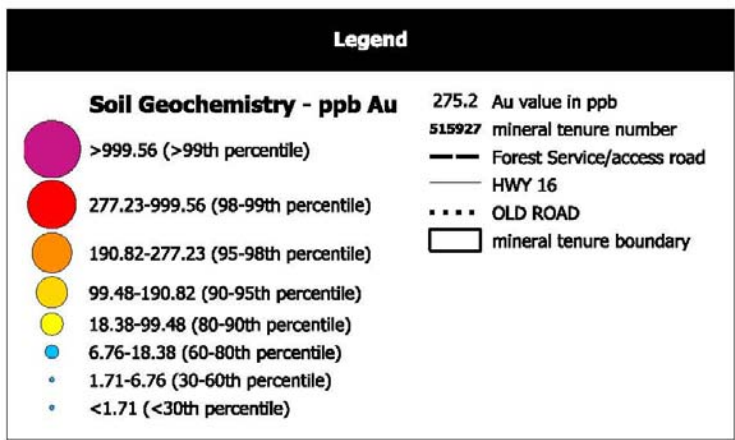 Legend
Soil Geochemistry - ppb Au
>999.56 (>99th percentile)
277.23-999.56 (98-99th percentile)
190.82-277.23 (95-98th percentile)
99.48-190.82 (90-95th percentile)
18.38-99.48 (80-90th percentile)
6.76-18.38 (60-80th percentile)
1.71-6.76 (30-60th percentile)
<1.71 (<30th percentile)
275.2 Au value in ppb
515927 mineral tenure number
Forest Service/access road
HWY 16
OLD ROAD
mineral tenure boundary